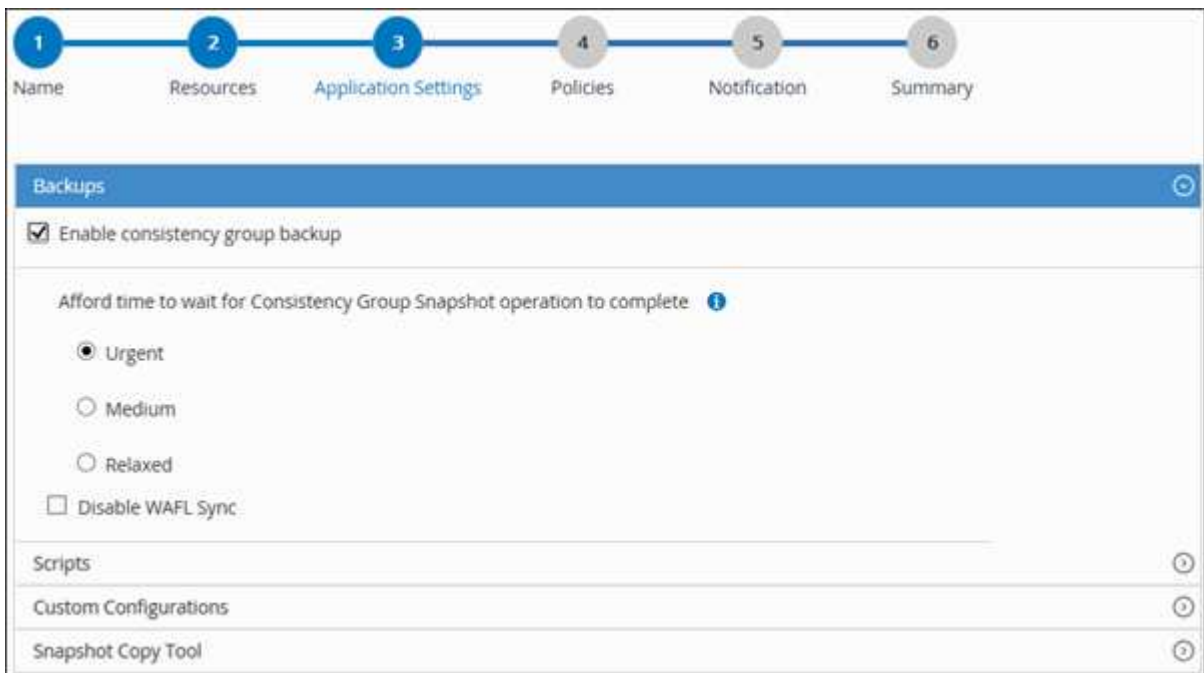 1 2 3 4 5 6
Name Resources Application Settings Policies Notification Summary
Backups
Enable consistency group backup
Afford time to wait for Consistency Group Snapshot operation to complete
Urgent
Medium
Relaxed
Disable WAFL Sync
Scripts
Custom Configurations
Snapshot Copy Tool